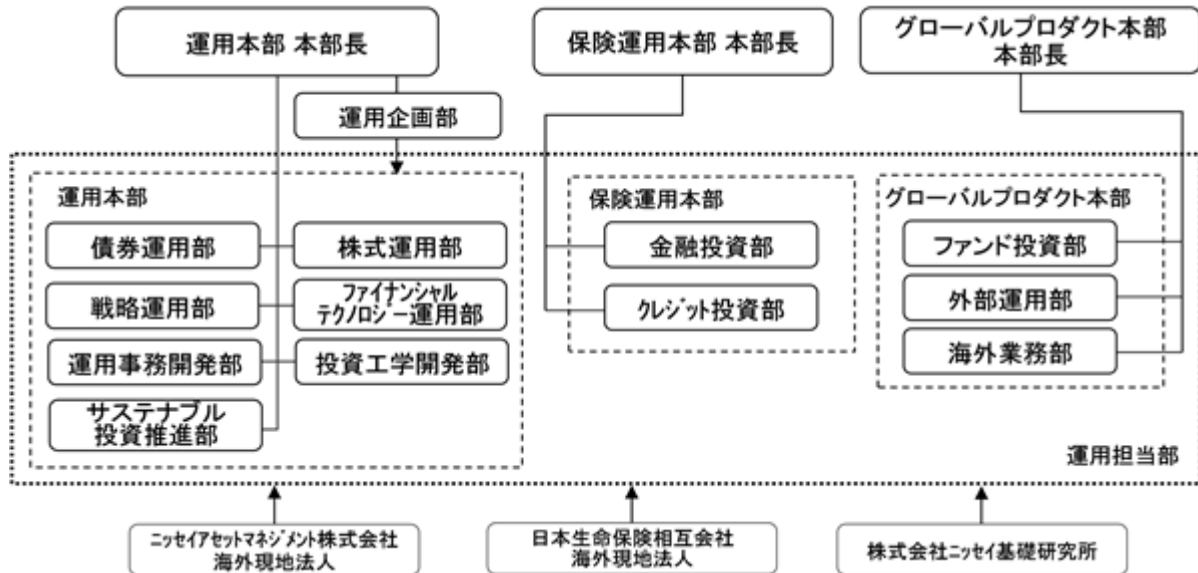 運用本部 本部長
保険運用本部 本部長
グローバルプロダクト本部
本部長
運用企画部
運用本部
債券運用部
株式運用部
戦略運用部
ファイナンシャル
テクノロジー運用部
運用事務開発部
投資工学開発部
サステナブル
投資推進部
保険運用本部
金融投資部
クレジット投資部
グローバルプロダクト本部
ファンド投資部
外部運用部
海外業務部
運用担当部
ニッセイアセットマネジメント株式会社
海外現地法人
日本生命保険相互会社
海外現地法人
株式会社ニッセイ基礎研究所